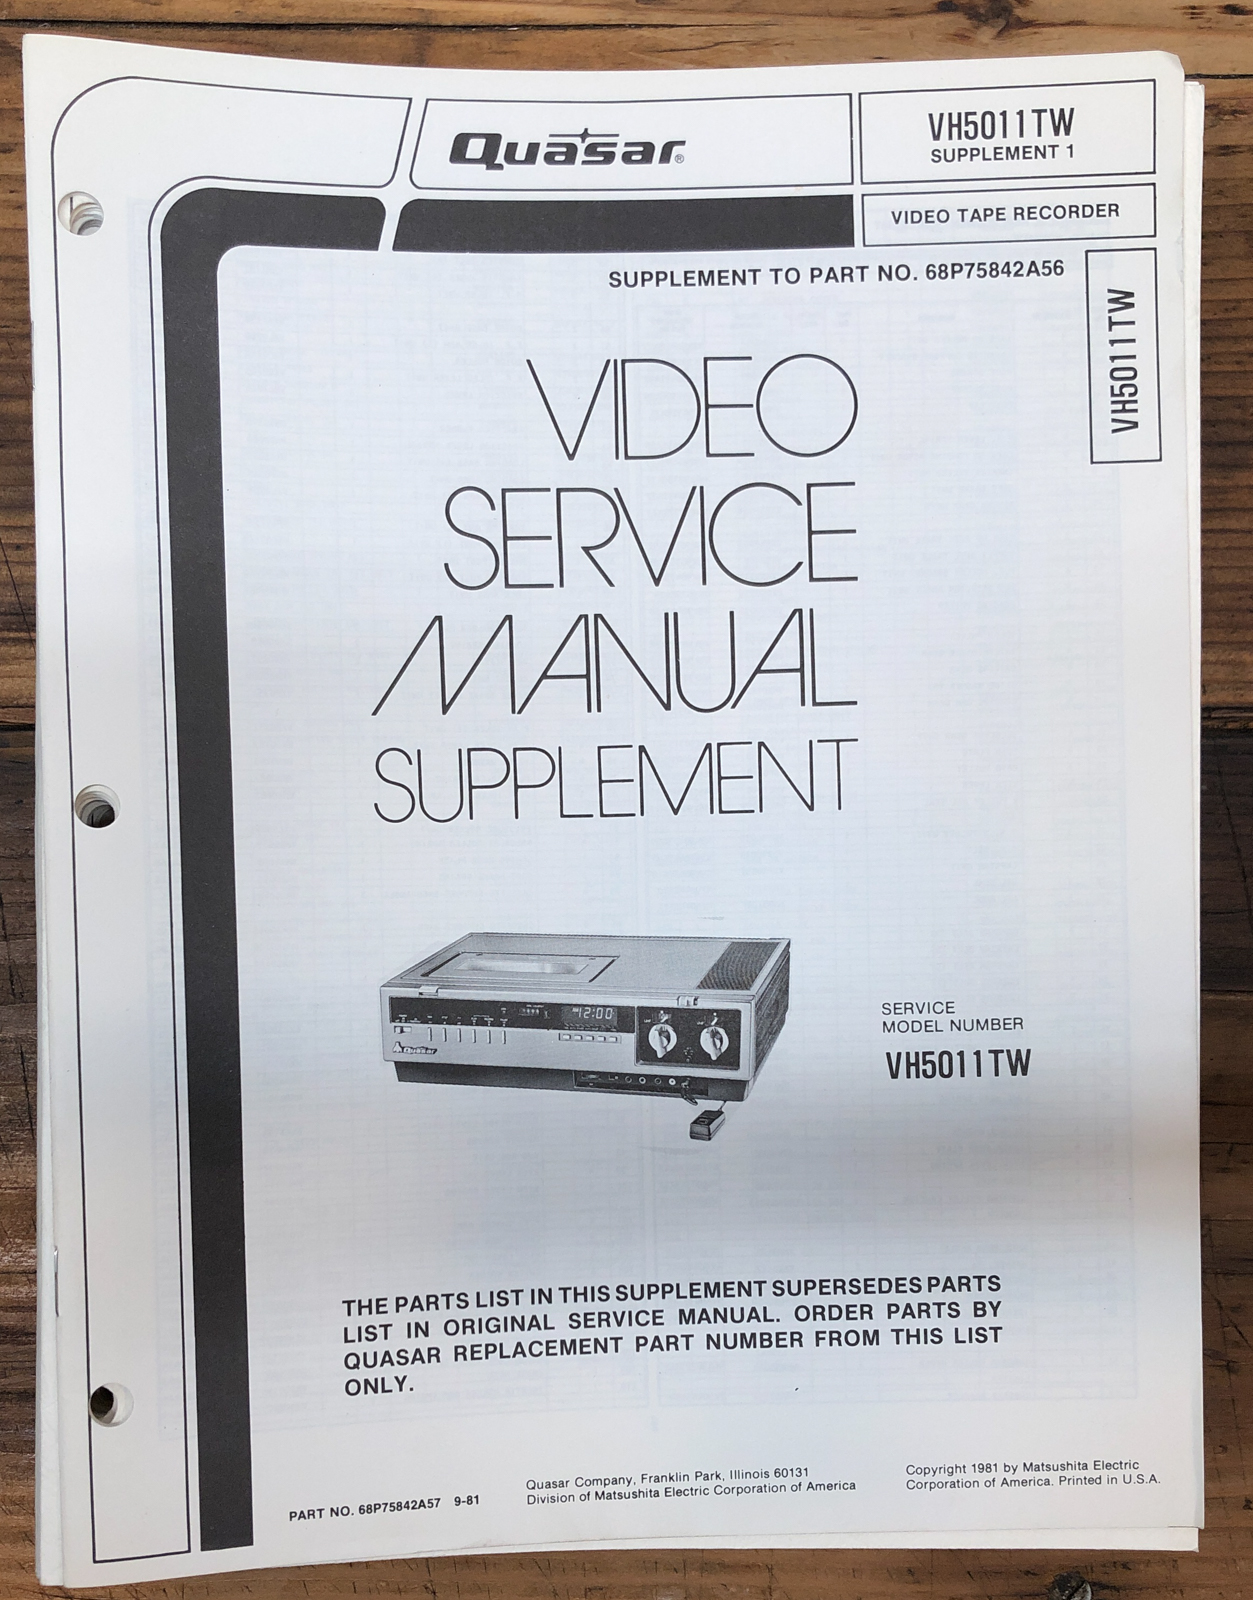 Quasar®
VH5011TW
SUPPLEMENT 1
VIDEO TAPE RECORDER
SUPPLEMENT TO PART NO. 68P75842A56
VH5011TW
VIDEO
SERVICE
MANUAL
SUPPLEMENT
12:00
Quasar
SERVICE
MODEL NUMBER
VH5011TW
THE PARTS LIST IN THIS SUPPLEMENT SUPERSEDES PARTS
LIST IN ORIGINAL SERVICE MANUAL. ORDER PARTS BY
QUASAR REPLACEMENT PART NUMBER FROM THIS LIST
ONLY.
PART NO. 68P75842A57 9-81
Quasar Company, Franklin Park, Illinois 60131
Division of Matsushita Electric Corporation of America
Copyright 1981 by Matsushita Electric
Corporation of America. Printed in U.S.A.